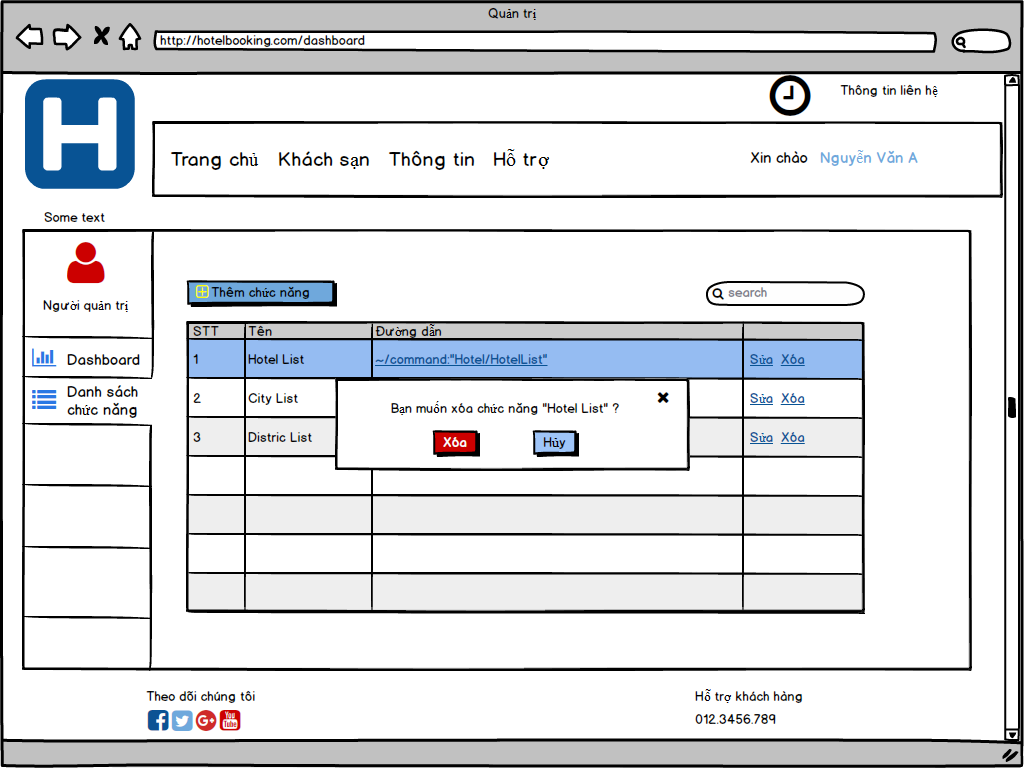 Quản trị
http://hotelbooking.com/dashboard
H
Thông tin liên hệ
Trang chủ Khách sạn Thông tin Hỗ trợ
Xin chào Nguyễn Văn A
Some text
Người quản trị
Dashboard
Danh sách
chức năng
Thêm chức năng
search
STT Tên Đường dẫn
1 Hotel List ~/command:"Hotel/HotelList" Sửa Xóa
2 City List Sửa Xóa
3 Distric List Sửa Xóa
Bạn muốn xóa chức năng "Hotel List" ?
Xóa Hủy
Theo dõi chúng tôi
You Tube
Hỗ trợ khách hàng
012.3456.789